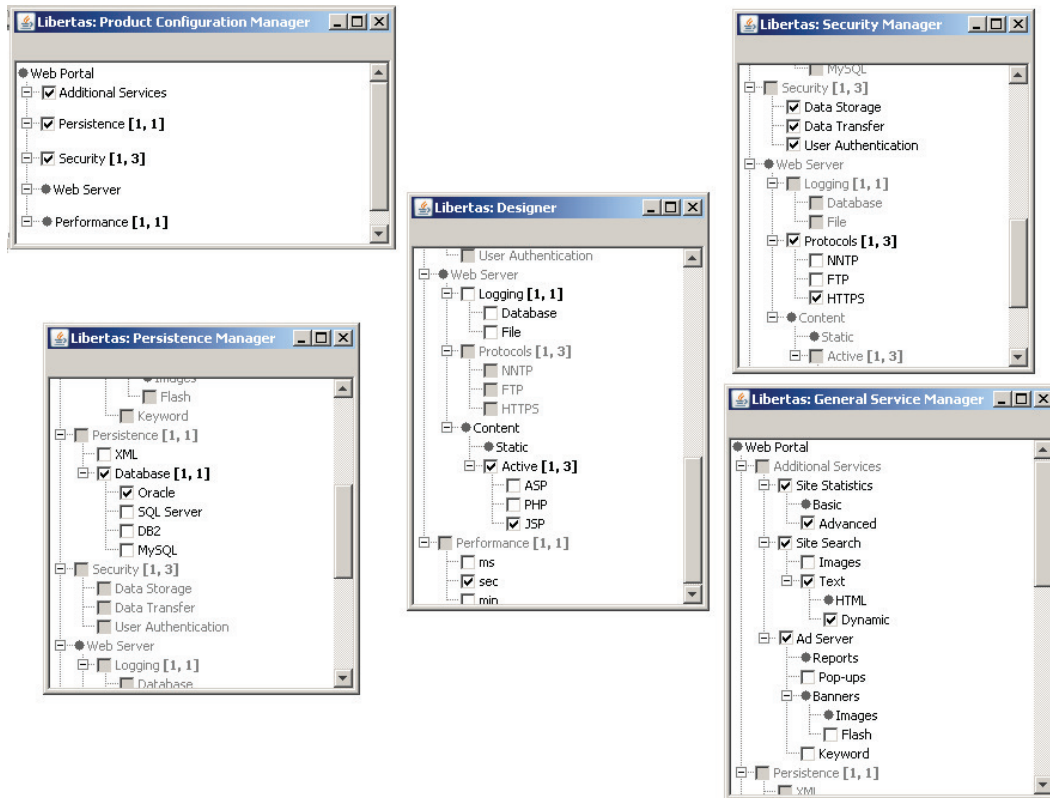 Libertas: Product Configuration Manager
Web Portal
Additional Services
Persistence [1, 1]
Security [1, 3]
Web Server
Performance [1, 1]
Libertas: Persistence Manager
Images
Flash
Keyword
Persistence [1, 1]
XML
Database [1, 1]
Oracle
SQL Server
DB2
MySQL
Security [1, 3]
Data Storage
Data Transfer
User Authentication
Web Server
Logging [1, 1]
Database
Libertas: Designer
User Authentication
Web Server
Logging [1, 1]
Database
File
Protocols [1, 3]
NNTP
FTP
HTTPS
Content
Static
Active [1, 3]
ASP
PHP
JSP
Performance [1, 1]
ms
sec
min
Libertas: Security Manager
MySQL
Security [1, 3]
Data Storage
Data Transfer
User Authentication
Web Server
Logging [1, 1]
Database
File
Protocols [1, 3]
NNTP
FTP
HTTPS
Content
Static
Active [1, 3]
Libertas: General Service Manager
Web Portal
Additional Services
Site Statistics
Basic
Advanced
Site Search
Images
Text
HTML
Dynamic
Ad Server
Reports
Pop-ups
Banners
Images
Flash
Keyword
Persistence [1, 1]
XML